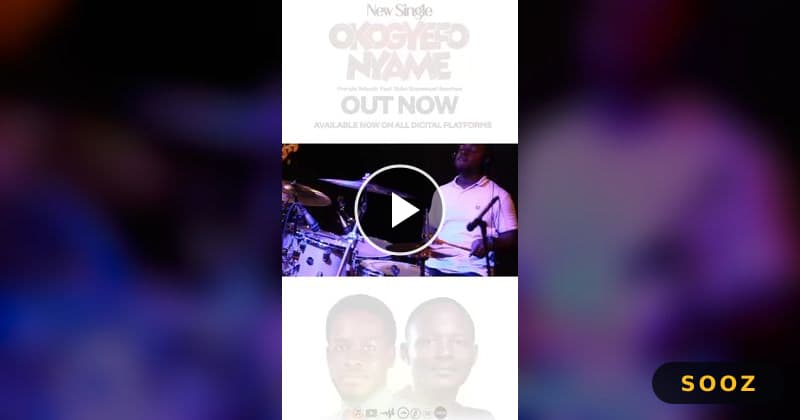 New Single
OKOGYEFO
NYAME
OUT NOW
AVAILABLE NOW ON ALL DIGITAL PLATFORMS
SOOZ